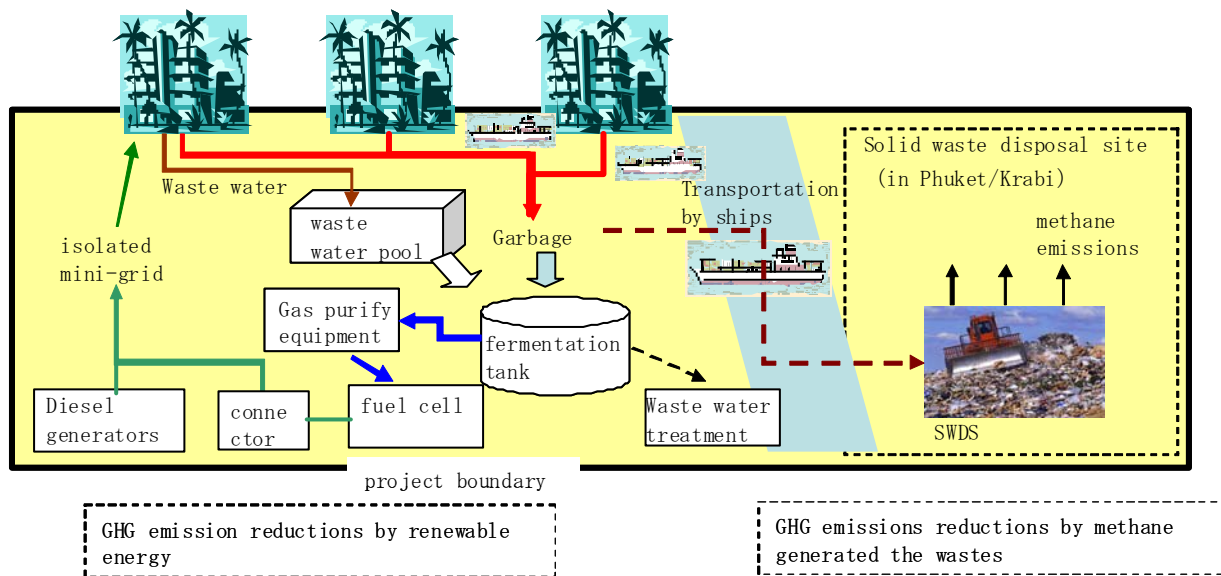 Waste water
waste
water pool
Garbage
Transportation
by ships
Solid waste disposal site
(in Phuket/Krabi)
methane
emissions
isolated
mini-grid
Gas purify
equipment
fermentation
tank
Diesel
generators
conne
ctor
fuel cell
Waste water
treatment
SWDS
project boundary
GHG emission reductions by renewable
energy
GHG emissions reductions by methane
generated the wastes